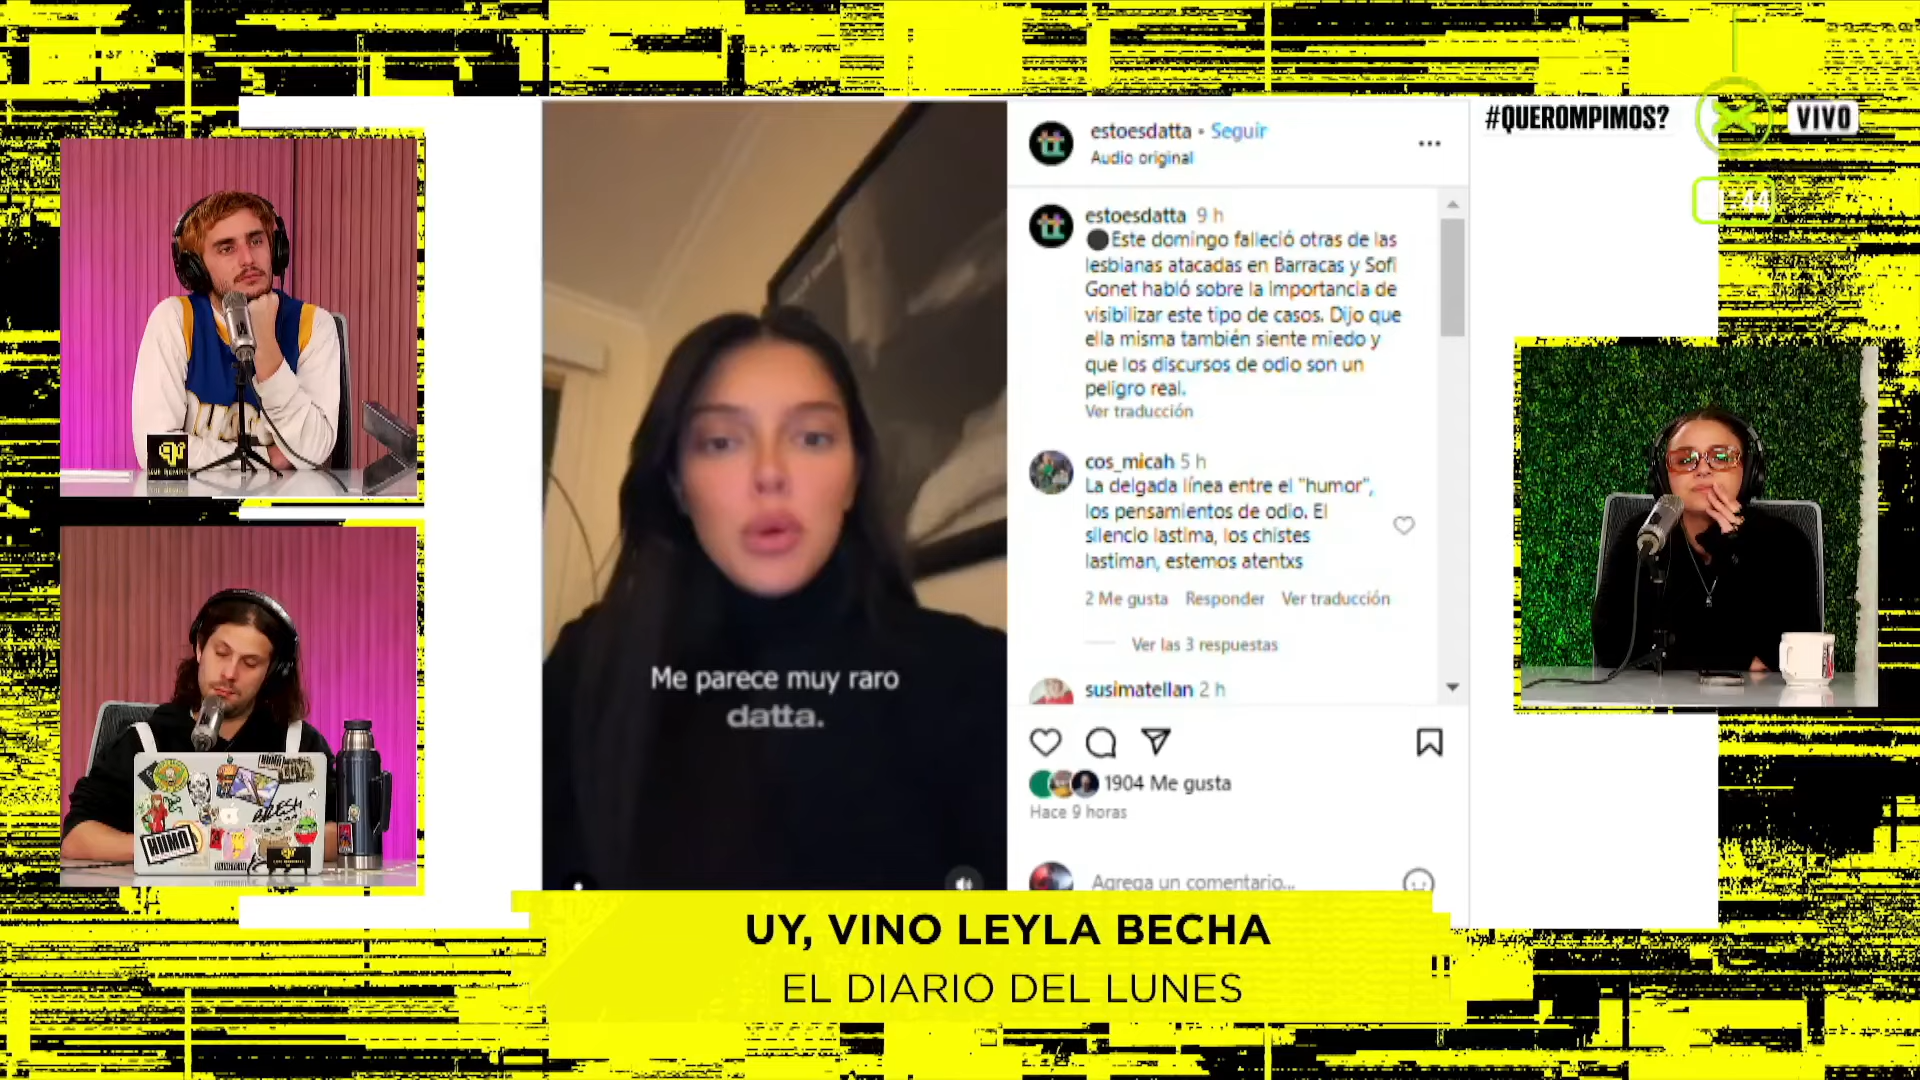 #QUEROMPIMOS?
VIVO
estoesdatta • Seguir
Audio original
estoesdatta 9 h
Este domingo falleció otras de las
lesbianas atacadas en Barracas y Sofi
Gonet habló sobre la importancia de
visibilizar este tipo de casos. Dijo que
ella misma también siente miedo y
que los discursos de odio son un
peligro real.
Ver traducción
cos_micah 5 h
La delgada línea entre el "humor",
los pensamientos de odio. El
silencio lastima, los chistes
lastiman, estemos atentxs
2 Me gusta Responder Ver traducción
Ver las 3 respuestas
susimatellan 2 h
1904 Me gusta
Hace 9 horas
Agrega un comentario...
Me parece muy raro
datta.
HIIMO
UY, VINO LEYLA BECHA
EL DIARIO DEL LUNES